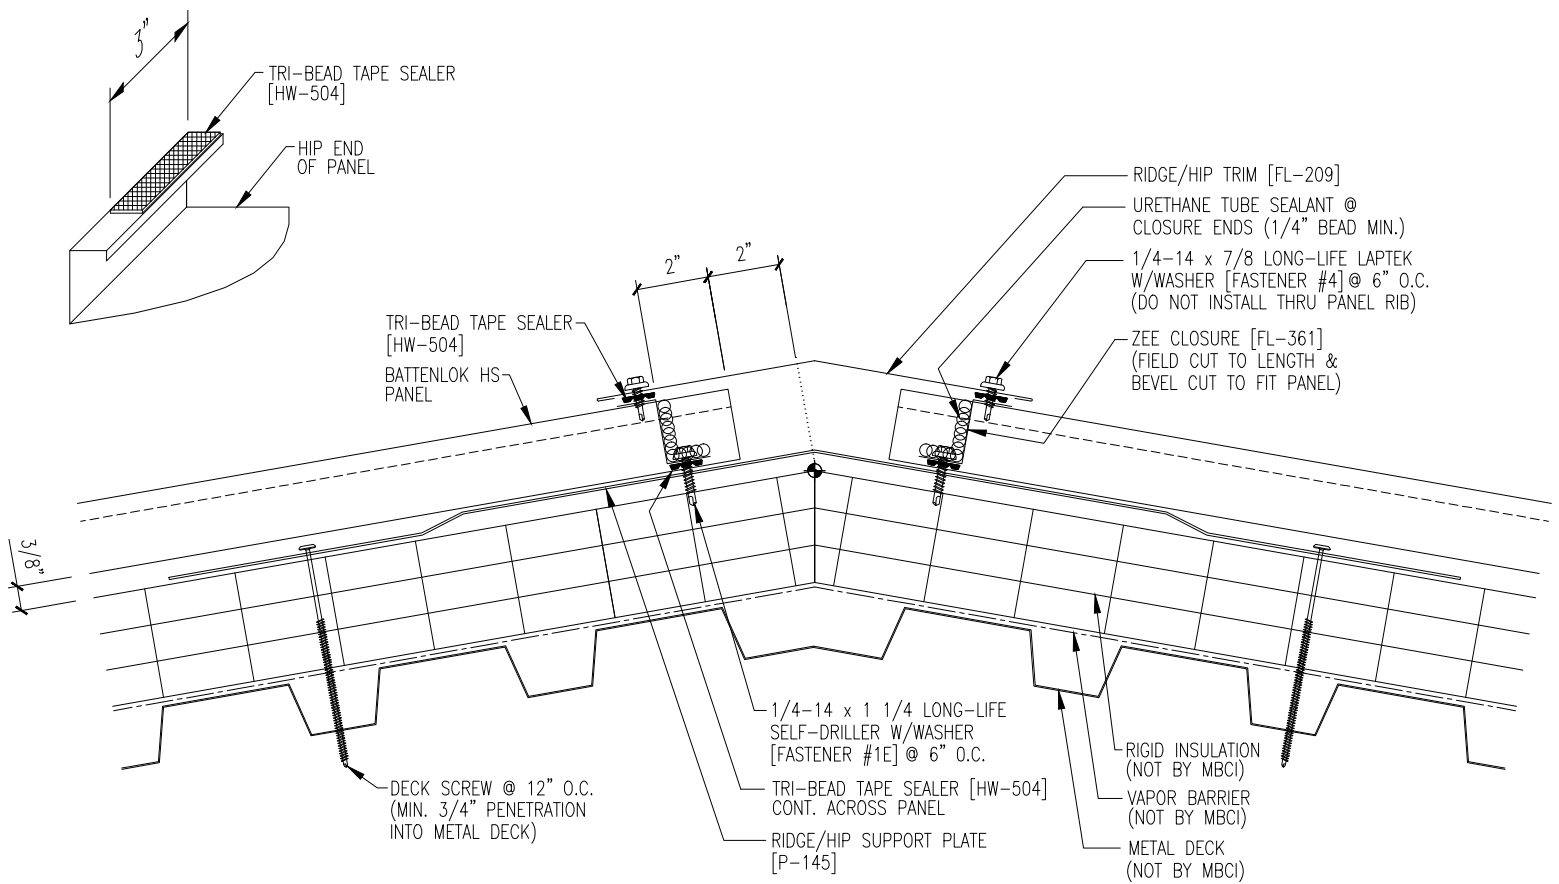 3"
TRI-BEAD TAPE SEALER
[HW-504]
HIP END
OF PANEL
RIDGE/HIP TRIM [FL-209]
URETHANE TUBE SEALANT @
CLOSURE ENDS (1/4" BEAD MIN.)
1/4-14 x 7/8 LONG-LIFE LAPTEK
W/WASHER [FASTENER #4] @ 6" O.C.
(DO NOT INSTALL THRU PANEL RIB)
ZEE CLOSURE [FL-361]
(FIELD CUT TO LENGTH &
BEVEL CUT TO FIT PANEL)
2"
2"
TRI-BEAD TAPE SEALER
[HW-504]
BATTENLOK HS
PANEL
3/8"
1/4-14 x 1 1/4 LONG-LIFE
SELF-DRILLER W/WASHER
[FASTENER #1E] @ 6" O.C.
DECK SCREW @ 12" O.C.
(MIN. 3/4" PENETRATION
INTO METAL DECK)
TRI-BEAD TAPE SEALER [HW-504]
CONT. ACROSS PANEL
RIDGE/HIP SUPPORT PLATE
[P-145]
RIGID INSULATION
(NOT BY MBCI)
VAPOR BARRIER
(NOT BY MBCI)
METAL DECK
(NOT BY MBCI)